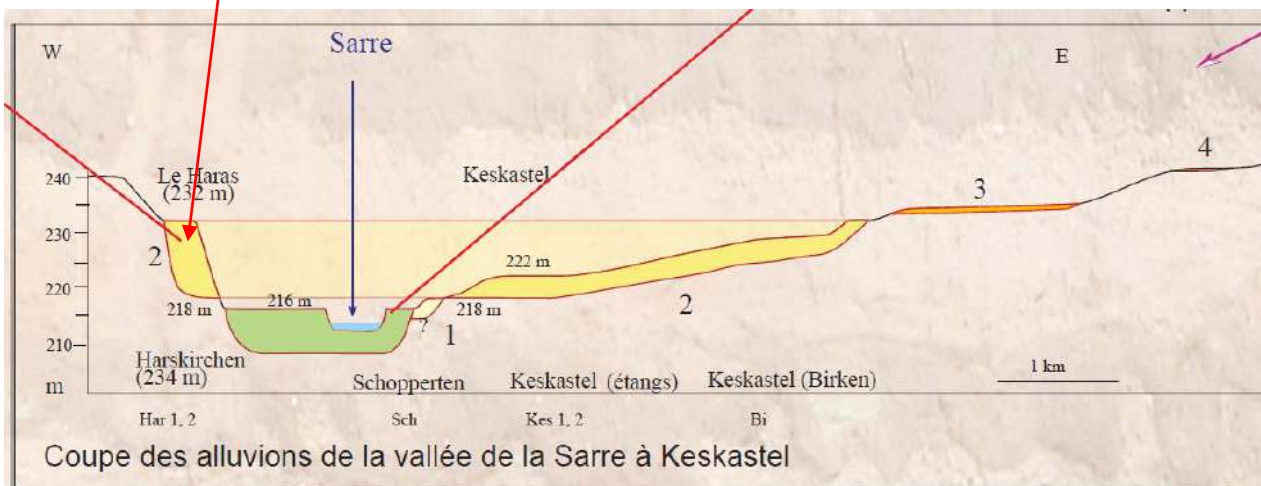 W
Sarre
E
4
Le Haras
(232 m)
Keskastel
3
240
230
2
222 m
220
218 m
216 m
218 m
2
?
1
210
Harskirchen
(234 m)
m
Schopperten
Keskastel (étangs)
Keskastel (Birken)
1 km
Har 1, 2
Sch
Kes 1, 2
Bi
Coupe des alluvions de la vallée de la Sarre à Keskastel